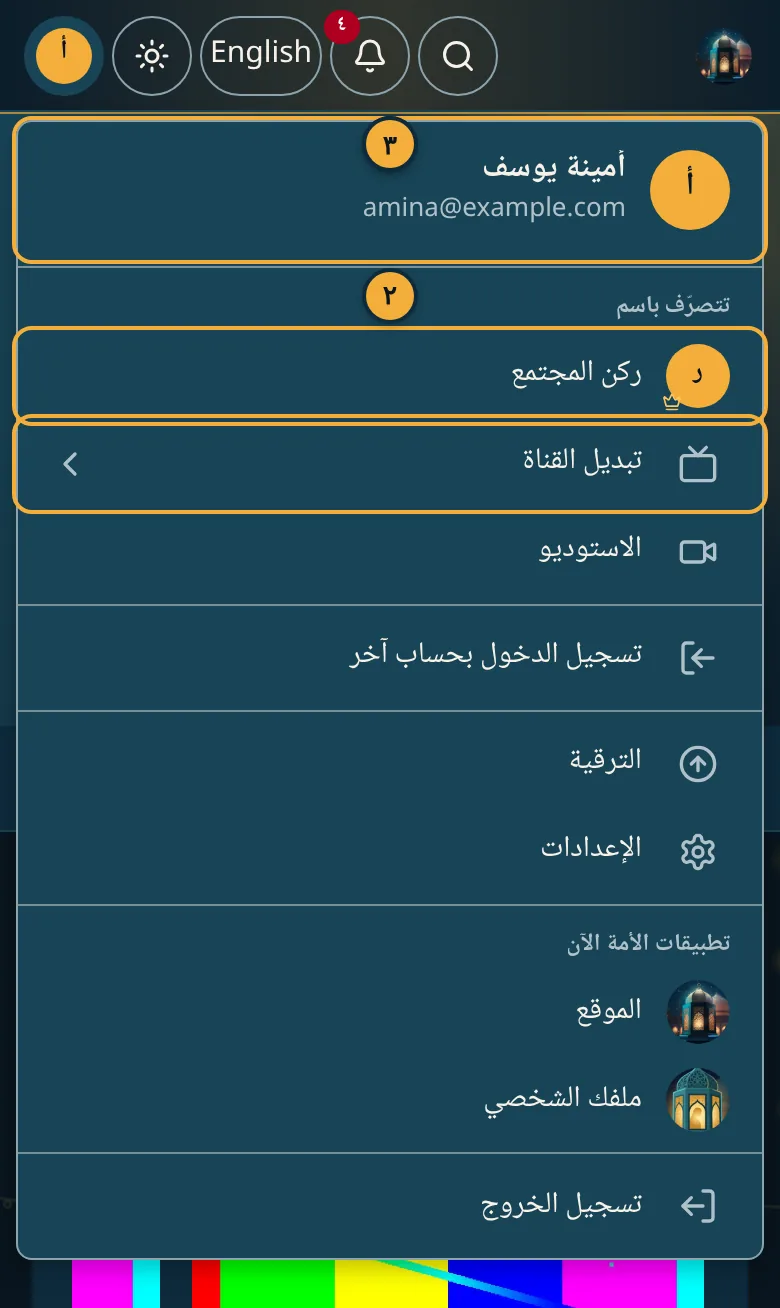 ٤
English
أ
٣
أ
أمينة يوسف
amina@example.com
٢
تتصرّف باسم
ر
ركن المجتمع
تبديل القناة
الاستوديو
تسجيل الدخول بحساب آخر
الترقية
الإعدادات
تطبيقات الأمة الآن
الموقع
ملفك الشخصي
تسجيل الخروج